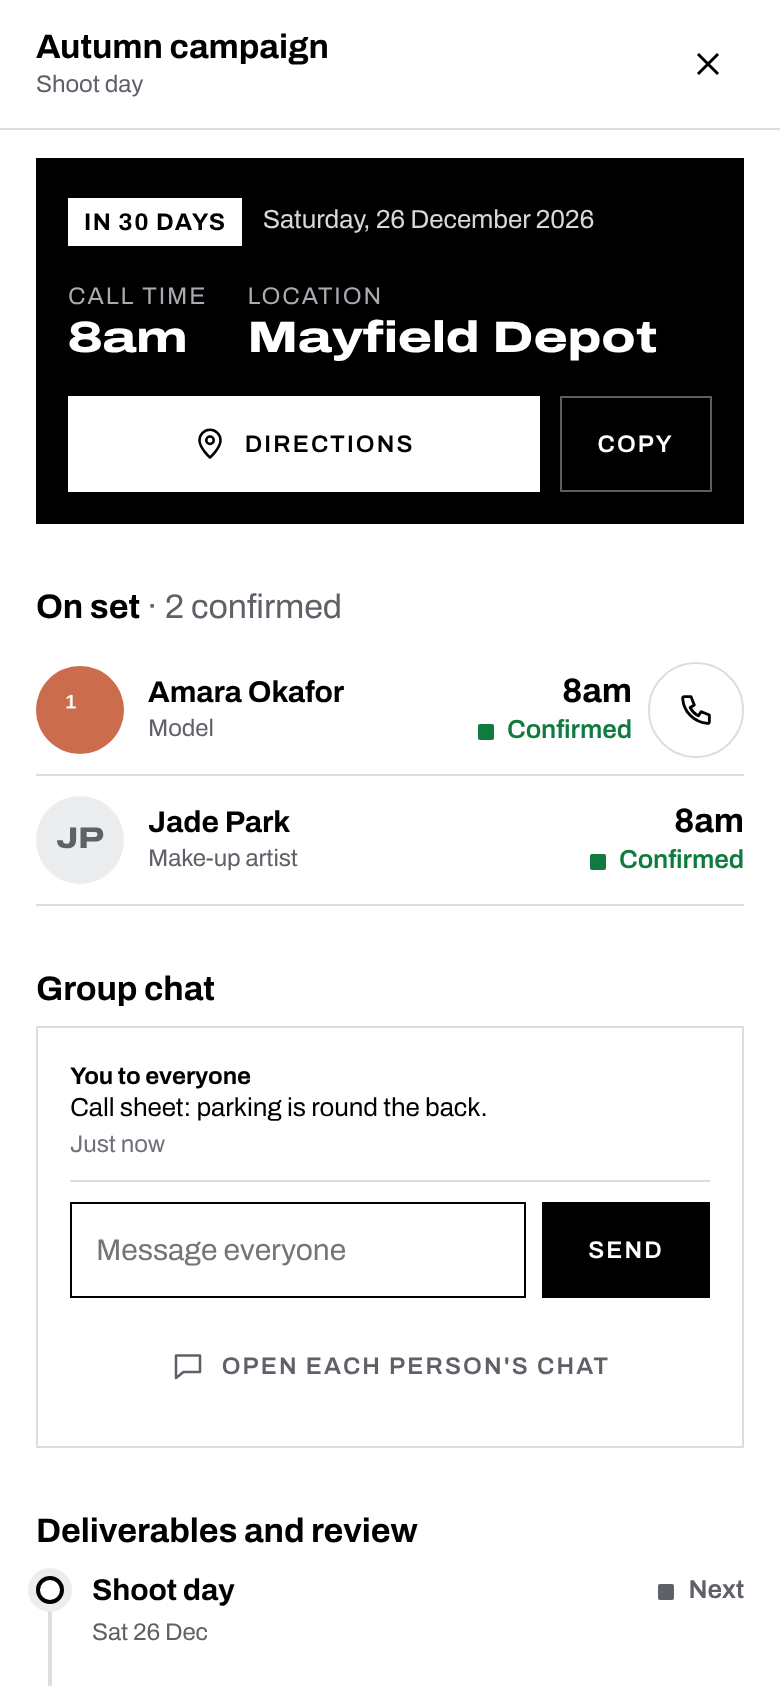 Autumn campaign
Shoot day
IN 30 DAYS Saturday, 26 December 2026
CALL TIME LOCATION
8am Mayfield Depot
DIRECTIONS COPY
On set · 2 confirmed
1
Amara Okafor 8am
Model Confirmed
JP
Jade Park 8am
Make-up artist Confirmed
Group chat
You to everyone
Call sheet: parking is round the back.
Just now
Message everyone SEND
OPEN EACH PERSON'S CHAT
Deliverables and review
Shoot day Next
Sat 26 Dec